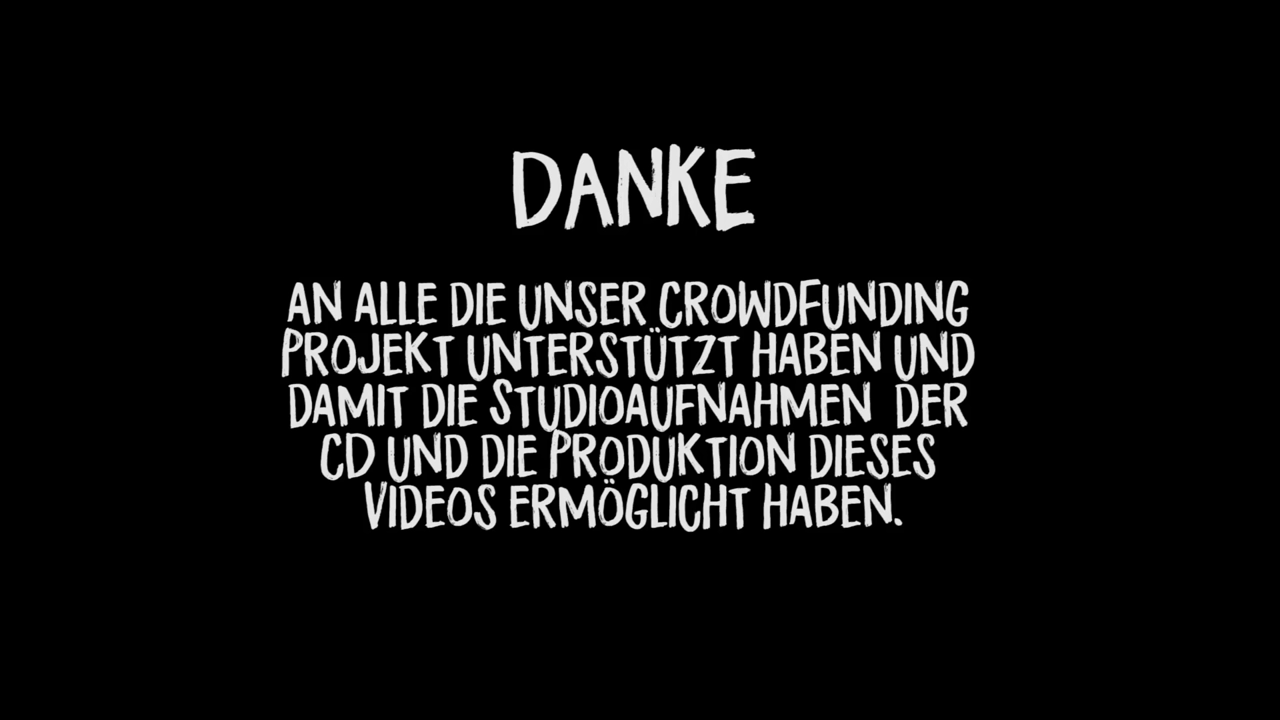 DANKE
AN ALLE DIE UNSER CROWDFUNDING
PROJEKT UNTERSTÜTZT HABEN UND
DAMIT DIE STUDIOAUFNAHMEN DER
CD UND DIE PRODUKTION DIESES
VIDEOS ERMÖGLICHT HABEN.